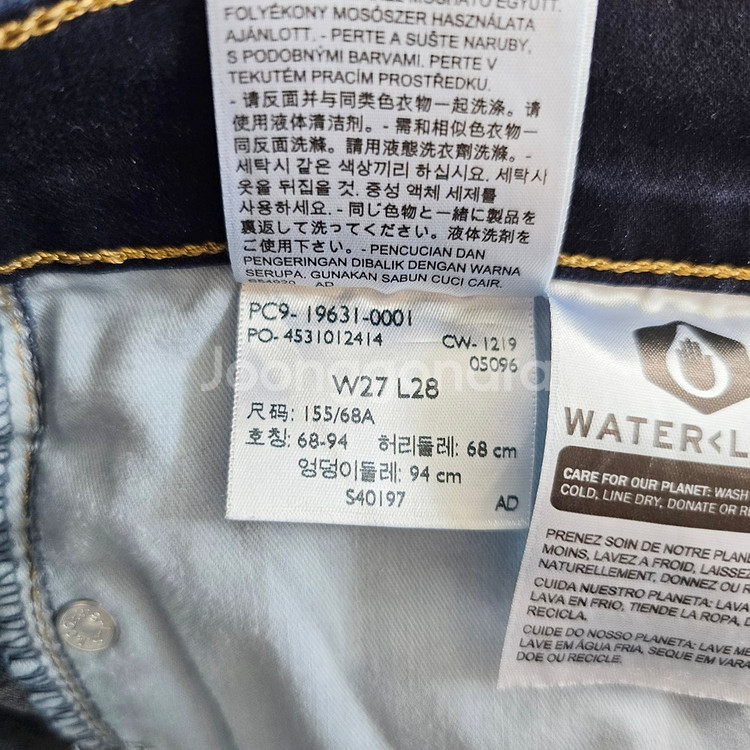 FOLYÉKONY MOSÓSZER HASZNÁLATA
AJÁNLOTT. - PERTE A SUŠTE NARUBY,
S PODOBNÝMI BARVAMI. PERTE V
TEKUTÉM PRACÍM PROSTŘEDKU.
- 请反面并与同类色衣物一起洗涤。请
使用液体清洁剂。- 需和相似色衣物一
同反面洗滌。請用液態洗衣劑洗滌。-
세탁시 같은 색상끼리 하십시요. 세탁시
옷을 뒤집을 것. 중성 액체 세제를
사용하세요. - 同じ色物と一緒に製品を
裏返して洗ってください。液体洗剤を
ご使用下さい。- PENCUCIAN DAN
PENGERINGAN DIBALIK DENGAN WARNA
SERUPA. GUNAKAN SABUN CUCI CAIR.
AD
PC9- 19631-0001
PO- 4531012414 CW- 1219
05096
W27 L28
尺码: 155/68A
호칭: 68-94 허리둘레: 68 cm
엉덩이둘레: 94 cm
S40197 AD
Joonggonara
WATER<L
CARE FOR OUR PLANET: WASH
COLD, LINE DRY, DONATE OR RE
PRENEZ SOIN DE NOTRE PLAN
MOINS, LAVEZ A FROID, LAISSE
NATURELLEMENT, DONNEZ OU R
CUIDA NUESTRO PLANETA: LAVA
LAVA EN FRIO, TIENDE LA ROPA, D
RECICLA.
CUIDE DO NOSSO PLANETA: LAVE ME
LAVE EM ÁGUA FRIA, SEQUE EM VARA
DOE OU RECICLE.